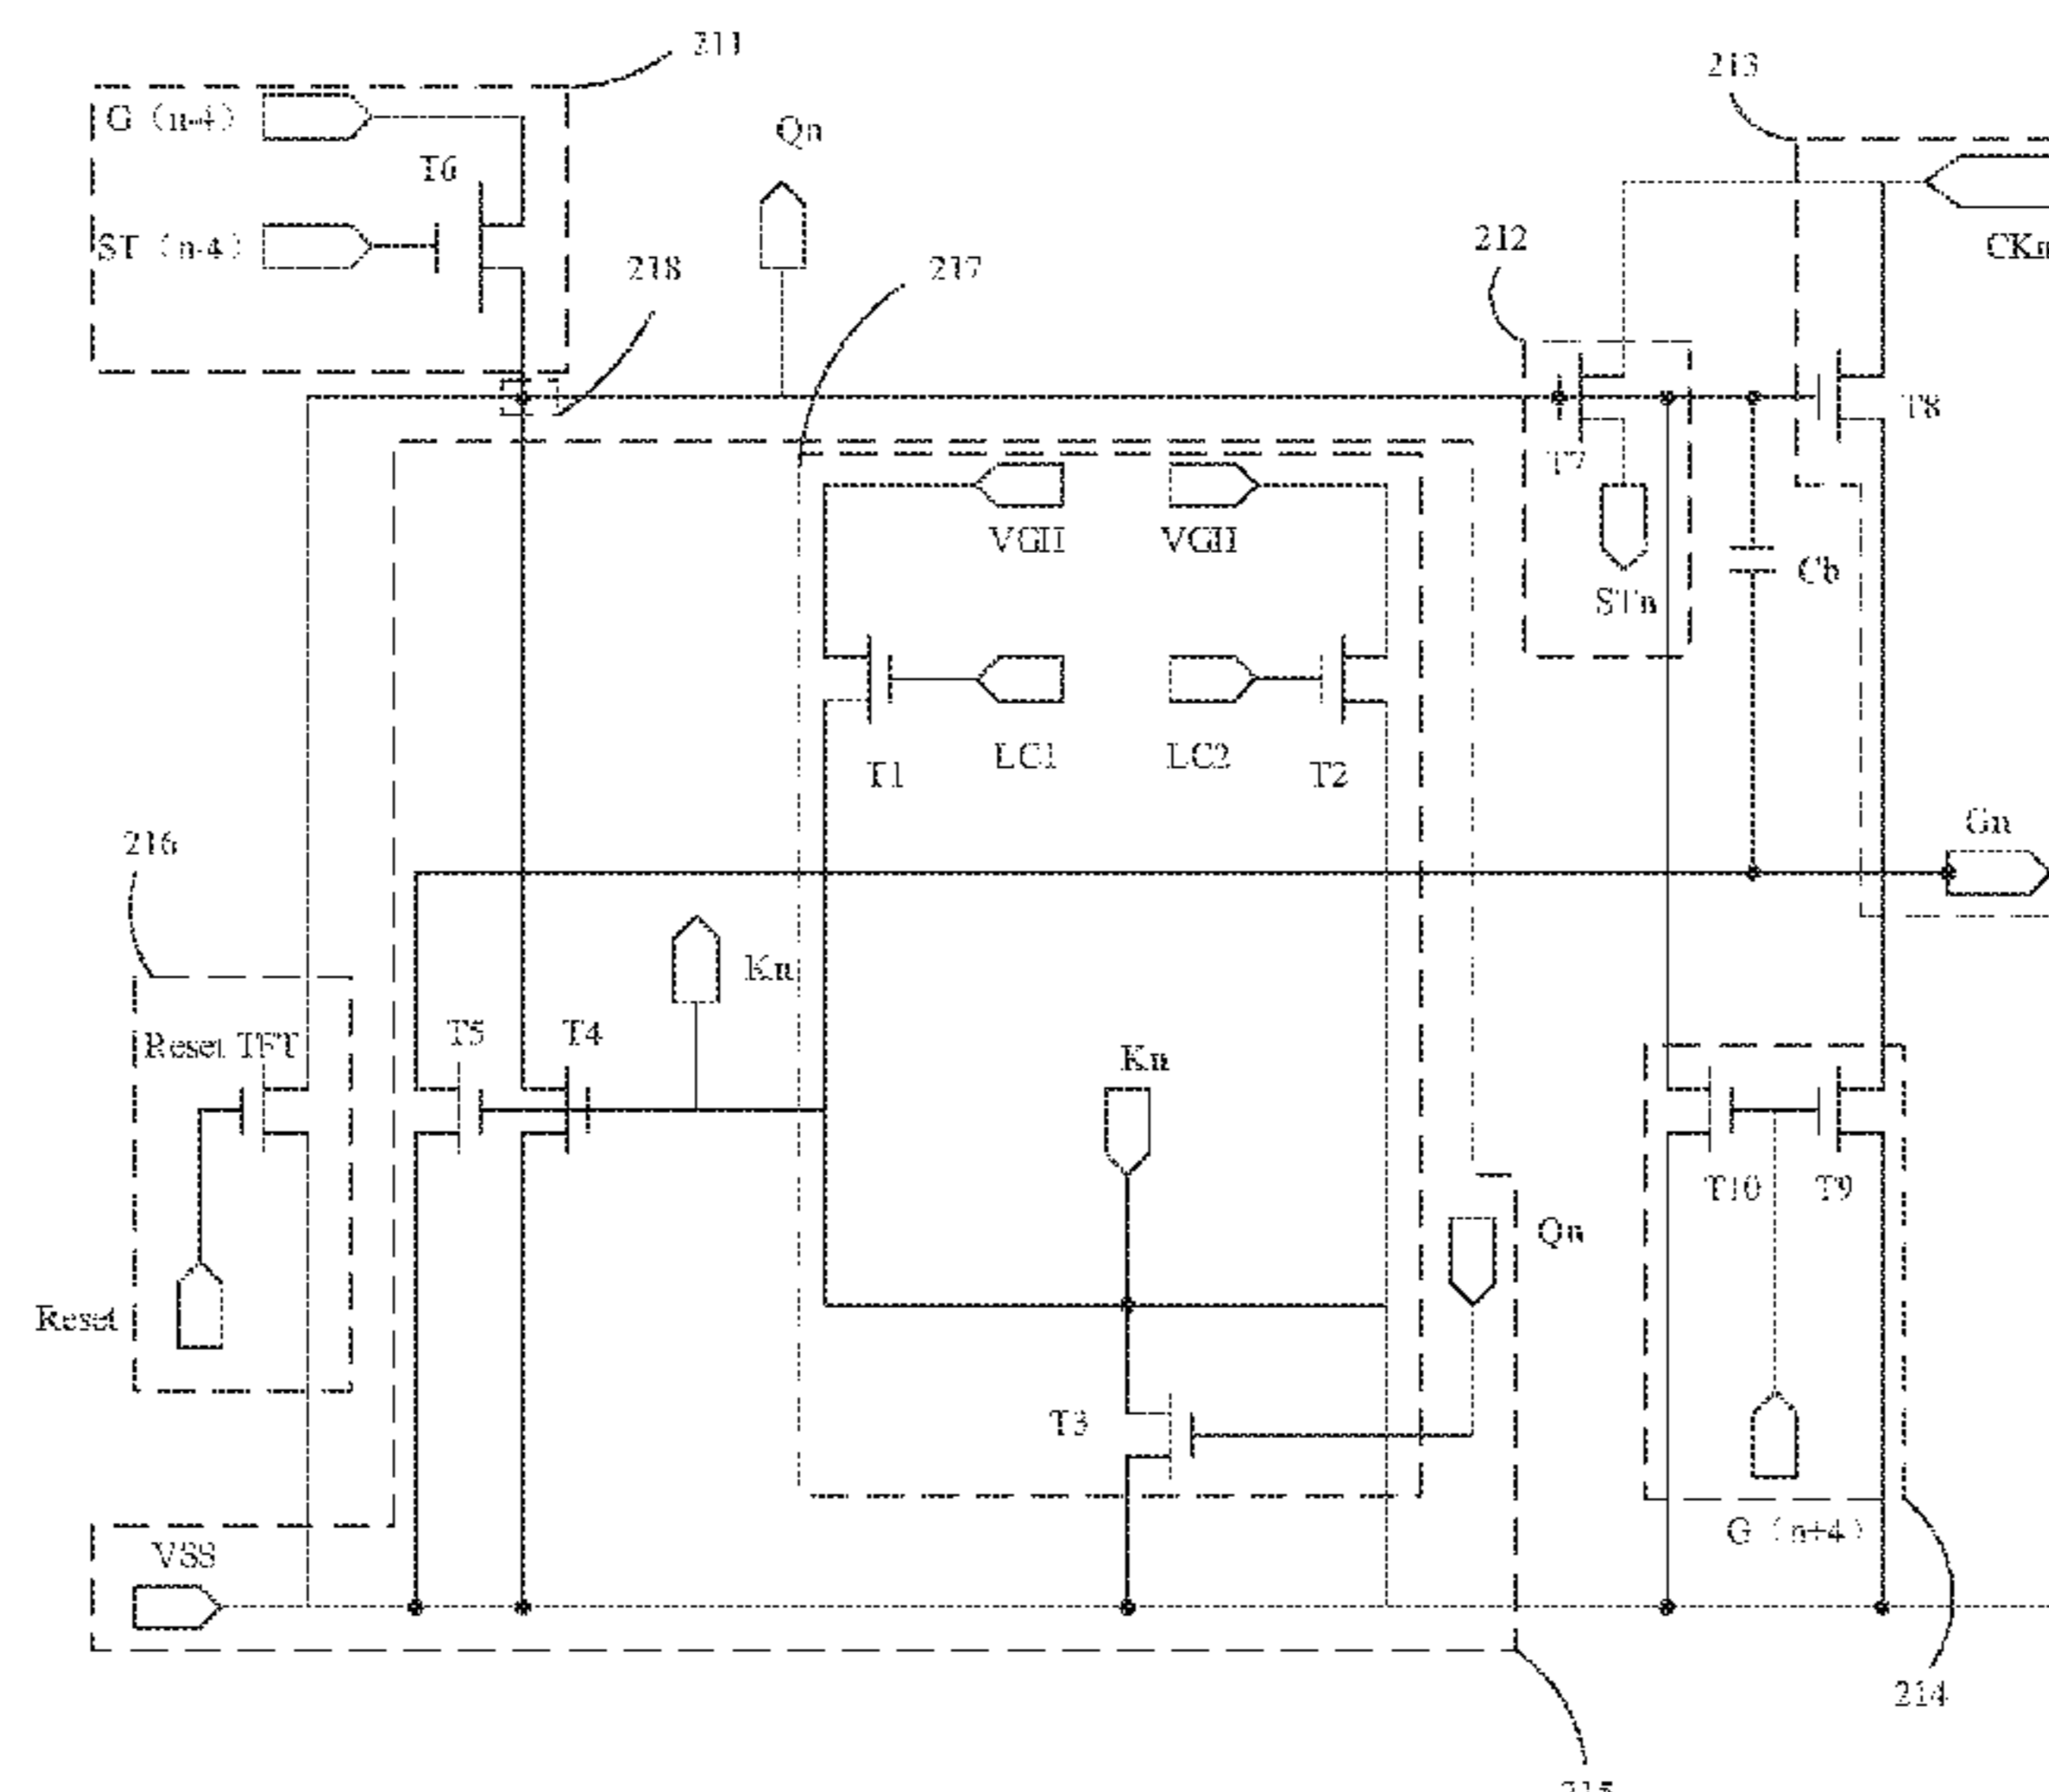 211
213
G（n-4）
Qn
T6
ST（n-4）
218
217
212
CKn
T8
T7
VGH
VGH
Cb
STn
LC1
LC2
T1
T2
Gn
216
Kn
Reset TFT
T5
T4
Kn
T10
T9
Qn
Reset
T3
G（n+4）
VSS
214
215